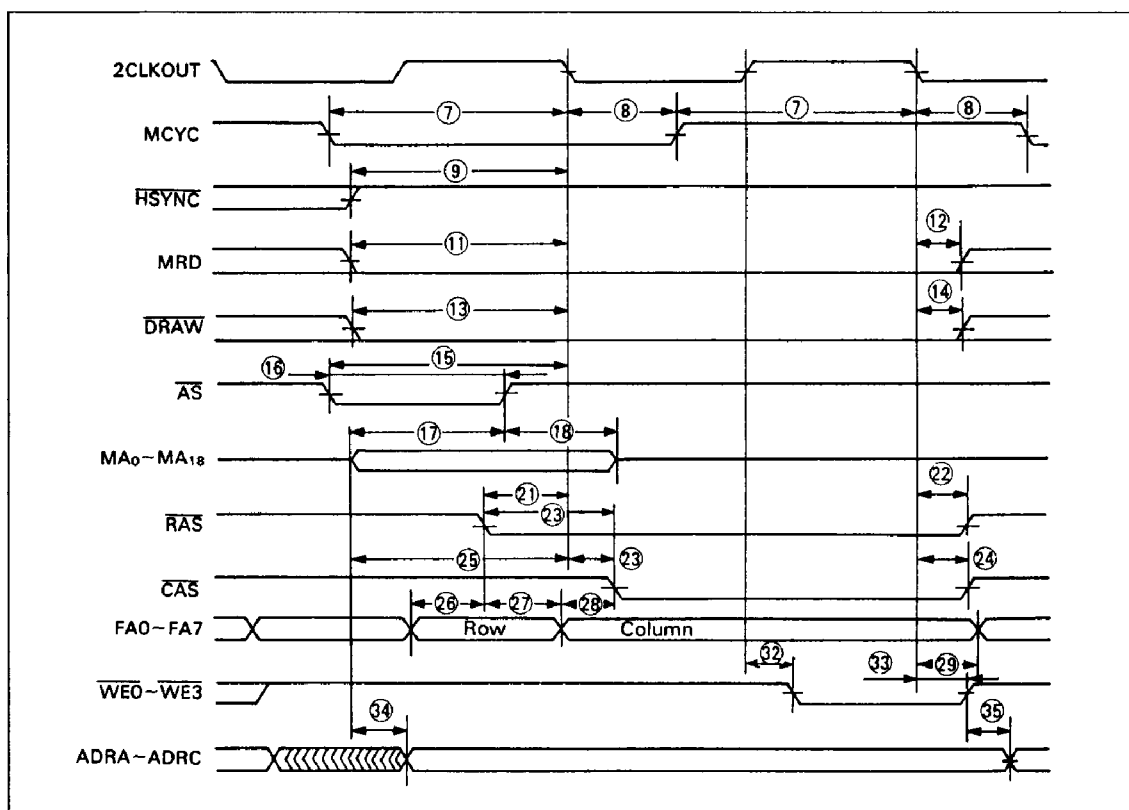 2CLKOUT
⑦ ⑧ ⑦ ⑧
MCYC
⑨
HSYNC
⑪ ⑫
MRD
⑬ ⑭
DRAW
⑮
⑯
AS
⑰ ⑱
MA₀~MA₁₈
㉑ ㉒
㉓
RAS
㉕ ㉓ ㉔
CAS
㉖ ㉗ ㉘
FA0~FA7 Row Column
㉜ ㉝ ㉙
WE0~WE3
㉞ ㉟
ADRA~ADRC